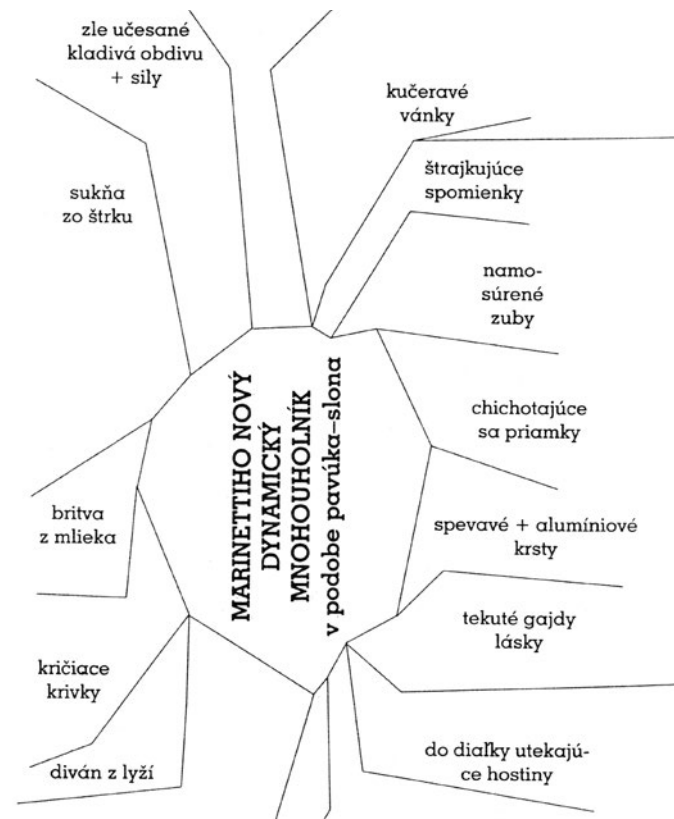 zle učesané
kladivá obdivu
+ sily
kučeravé
vánky
štrajkujúce
spomienky
sukňa
zo štrku
namo-
súrené
zuby
MARINETTIHO NOVÝ
DYNAMICKÝ
MNOHOUHOLNÍK
v podobe pavúka–slona
chichotajúce
sa priamky
britva
z mlieka
spevavé + alumíniové
krsty
tekuté gajdy
lásky
kričiace
krivky
diván z lyží
do diaľky utekajú-
ce hostiny